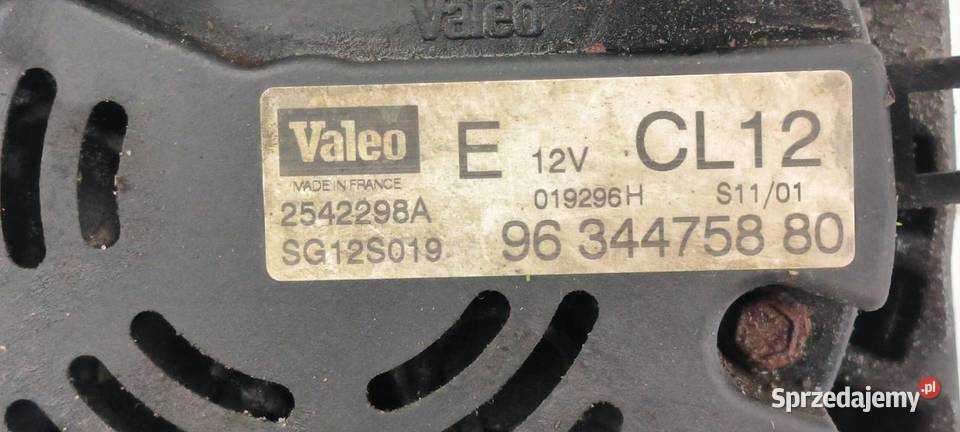 Valeo
Valeo E 12V CL12
MADE IN FRANCE 019296H S11/01
2542298A
SG12S019 96 344758 80
Sprzedajemy.pl